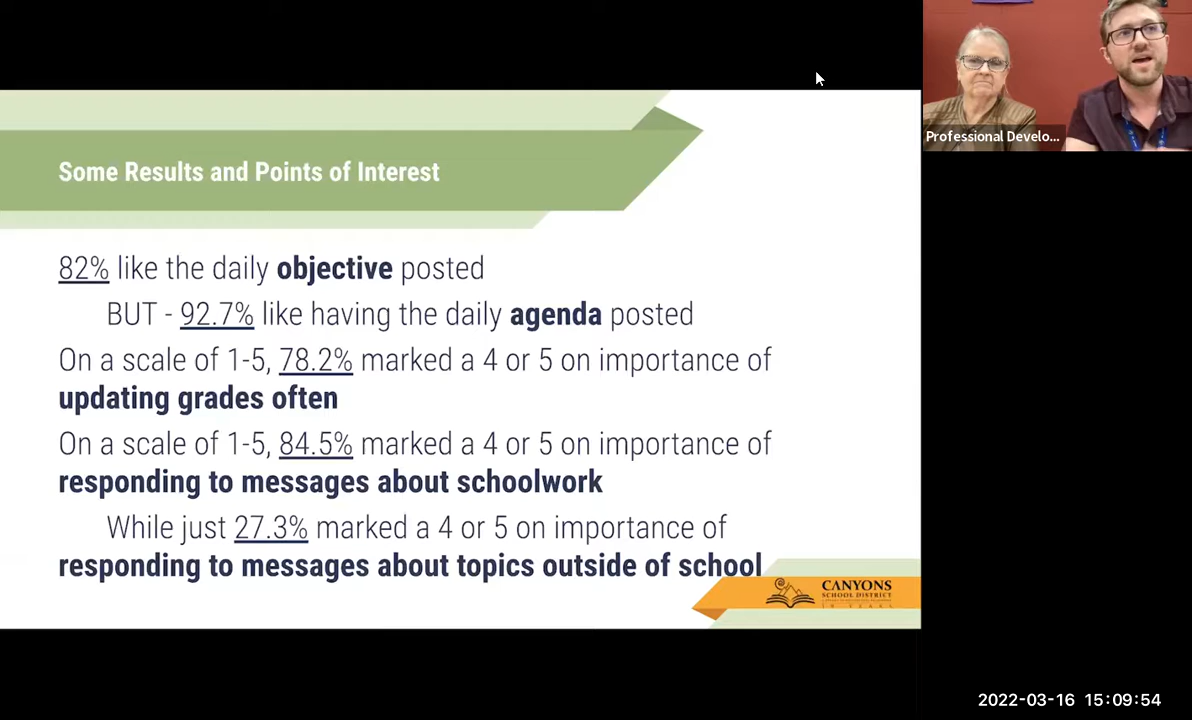 Professional Develo...
Some Results and Points of Interest
82% like the daily objective posted
BUT - 92.7% like having the daily agenda posted
On a scale of 1-5, 78.2% marked a 4 or 5 on importance of
updating grades often
On a scale of 1-5, 84.5% marked a 4 or 5 on importance of
responding to messages about schoolwork
While just 27.3% marked a 4 or 5 on importance of
responding to messages about topics outside of school
CANYONS
SCHOOL DISTRICT
2022-03-16 15:09:54